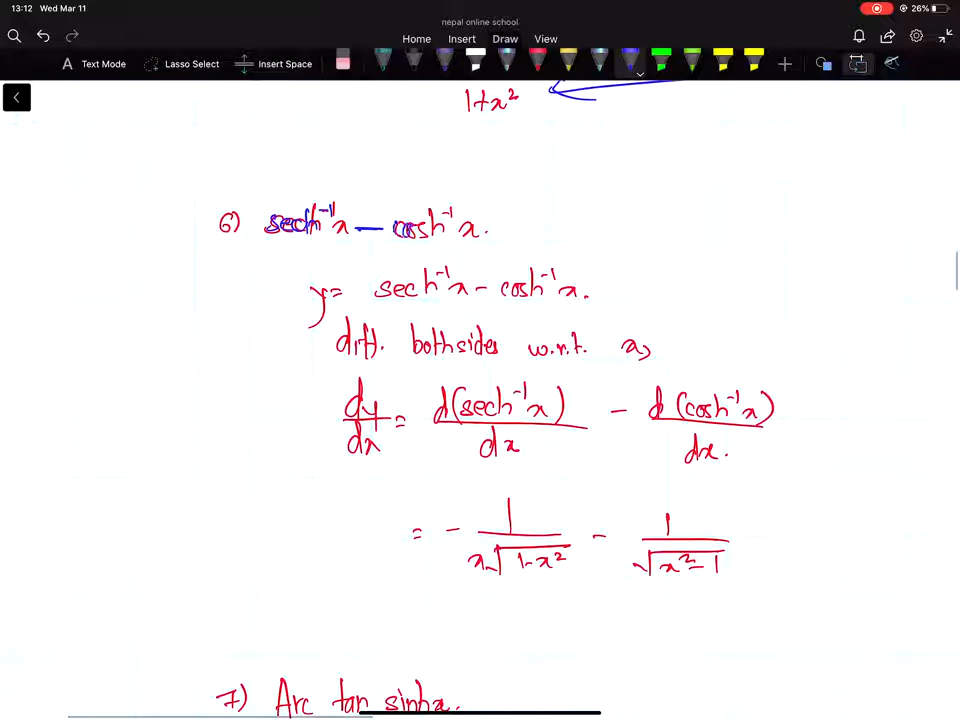 13:12 Wed Mar 11
26%
nepal online school
Home Insert Draw View
A Text Mode Lasso Select Insert Space
1+x²
6) sech⁻¹x - cosh⁻¹x.
y = sech⁻¹x - cosh⁻¹x.
diff. bothsides w.r.t. x,
dy/dx = d(sech⁻¹x)/dx - d(cosh⁻¹x)/dx.
= - 1/x√1-x² - 1/√x²-1
7) Arc tan sinhx.